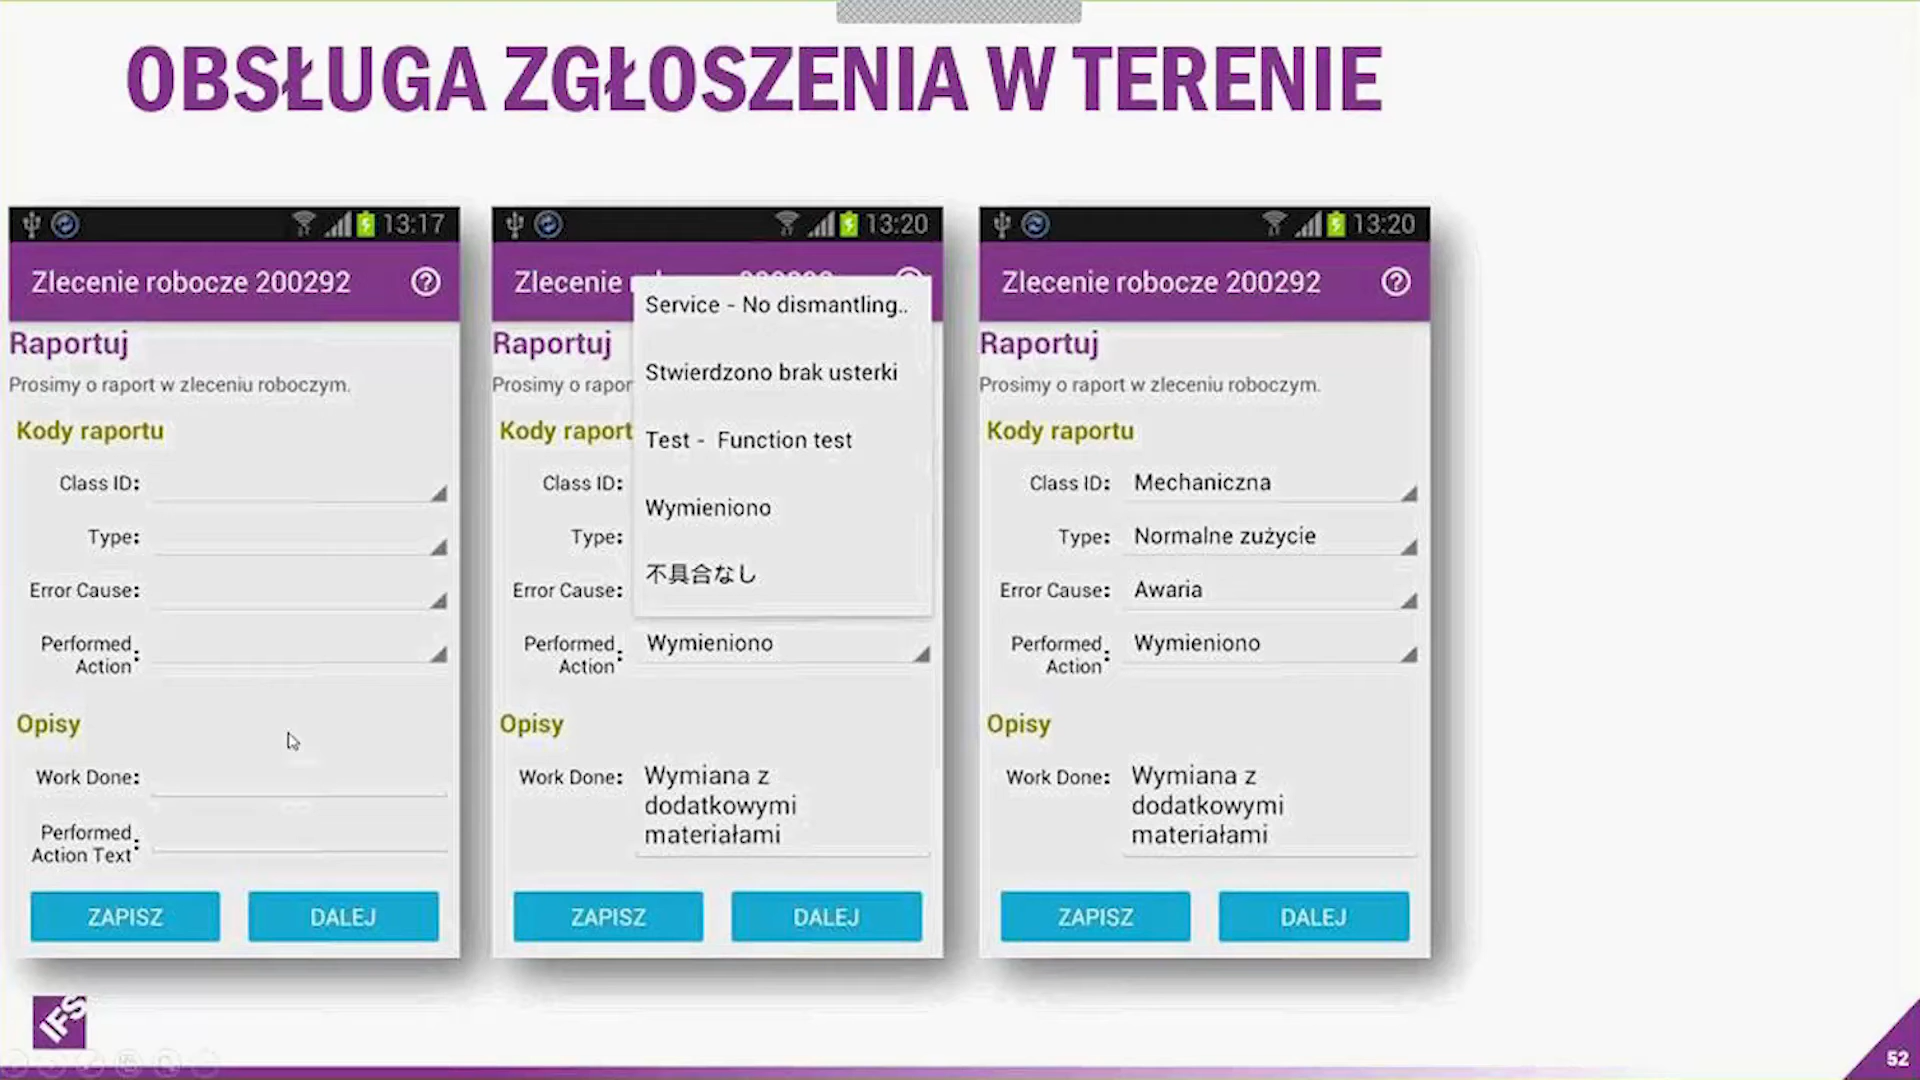 OBSŁUGA ZGŁOSZENIA W TERENIE
13:17
Zlecenie robocze 200292
Raportuj
Prosimy o raport w zleceniu roboczym.
Kody raportu
Class ID:
Type:
Error Cause:
Performed Action:
Opisy
Work Done:
Performed Action Text:
ZAPISZ
DALEJ
13:20
Zlecenie
Raportuj
Prosimy o rapor
Kody raport
Service - No dismantling..
Stwierdzono brak usterki
Test - Function test
Wymieniono
不具合なし
Class ID:
Type:
Error Cause:
Performed Action: Wymieniono
Opisy
Work Done: Wymiana z
dodatkowymi
materiałami
ZAPISZ
DALEJ
13:20
Zlecenie robocze 200292
Raportuj
Prosimy o raport w zleceniu roboczym.
Kody raportu
Class ID: Mechaniczna
Type: Normalne zużycie
Error Cause: Awaria
Performed Action: Wymieniono
Opisy
Work Done: Wymiana z
dodatkowymi
materiałami
ZAPISZ
DALEJ
IFS
52